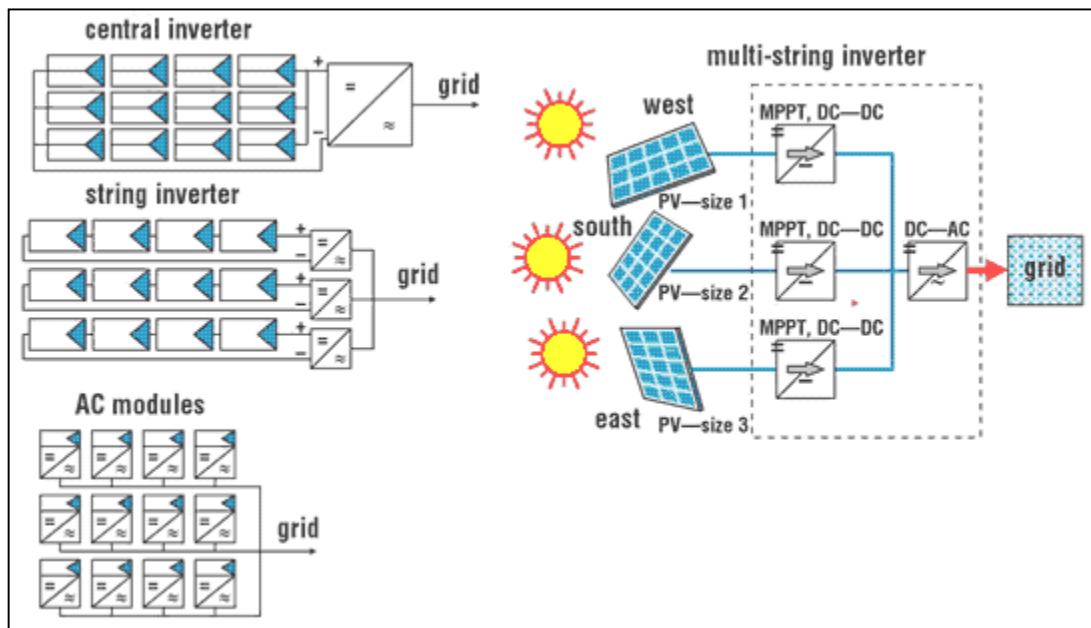 central inverter
+
=
≈
−
grid
string inverter
+
−
=
≈
+
−
=
≈
+
−
=
≈
grid
AC modules
= ≈ = ≈ = ≈ = ≈
= ≈ = ≈ = ≈ = ≈
grid
= ≈ = ≈ = ≈ = ≈
multi-string inverter
west
MPPT, DC—DC
=
−
PV—size 1
south
MPPT, DC—DC
=
−
DC—AC
=
~
grid
PV—size 2
MPPT, DC—DC
=
−
east
PV—size 3